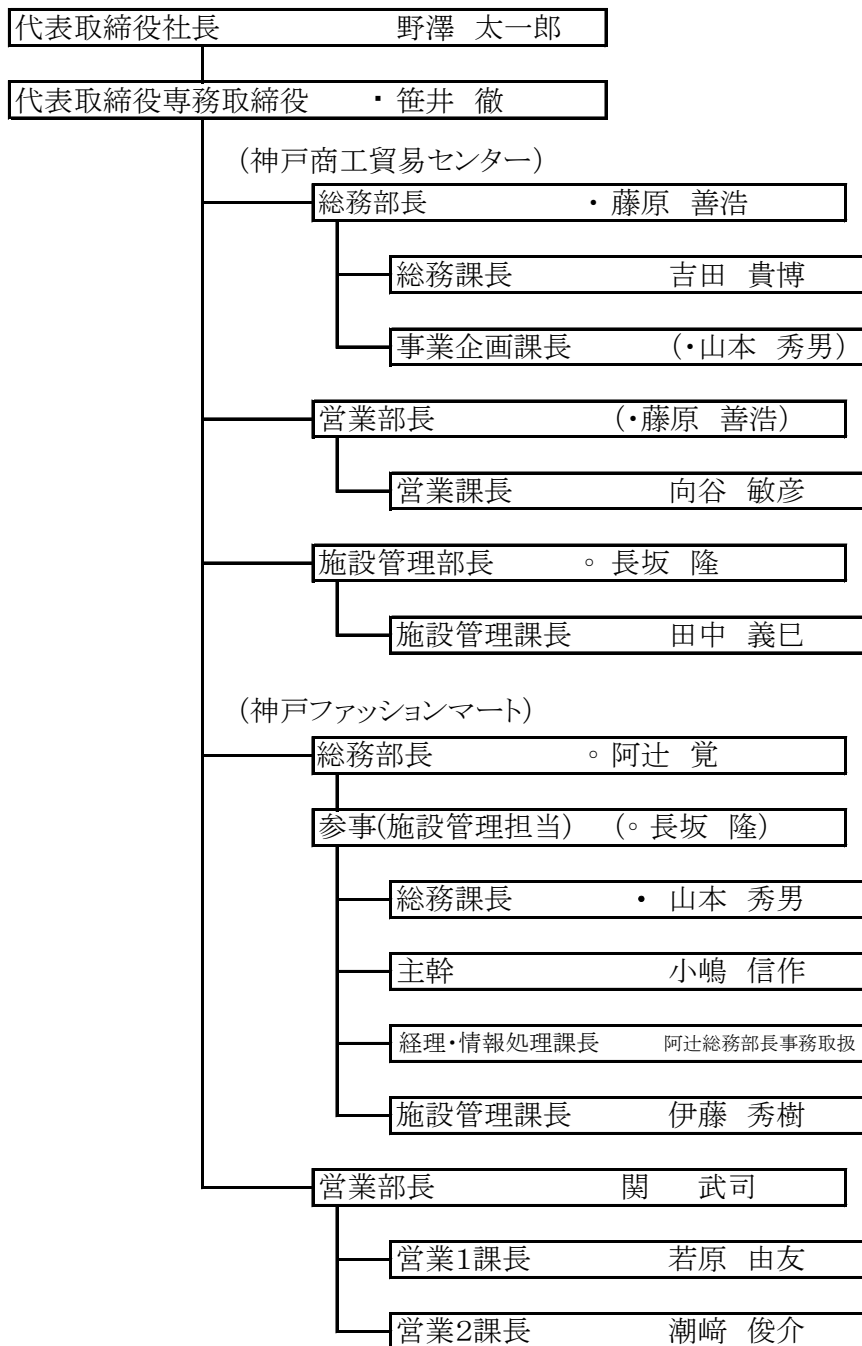 代表取締役社長 野澤 太一郎
代表取締役専務取締役 ・ 笹井 徹
(神戸商工貿易センター)
総務部長 ・ 藤原 善浩
総務課長 吉田 貴博
事業企画課長 (・山本 秀男)
営業部長 (・藤原 善浩)
営業課長 向谷 敏彦
施設管理部長 ◦ 長坂 隆
施設管理課長 田中 義巳
(神戸ファッションマート)
総務部長 ◦ 阿辻 覚
参事(施設管理担当) (◦ 長坂 隆)
総務課長 ・ 山本 秀男
主幹 小嶋 信作
経理・情報処理課長 阿辻総務部長事務取扱
施設管理課長 伊藤 秀樹
営業部長 関 武司
営業1課長 若原 由友
営業2課長 潮﨑 俊介